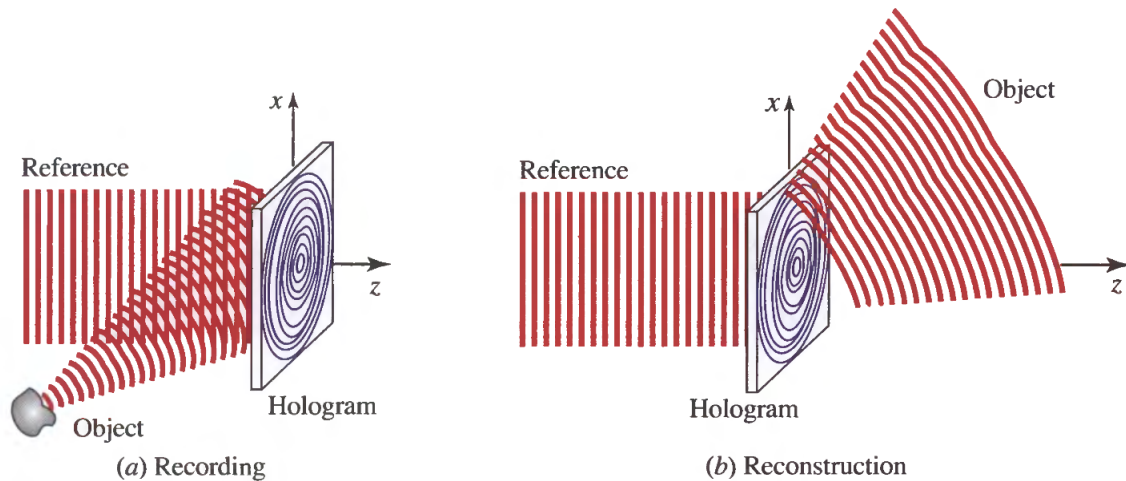 x
Reference
z
Hologram
Object
(a) Recording
x
Object
Reference
z
Hologram
(b) Reconstruction